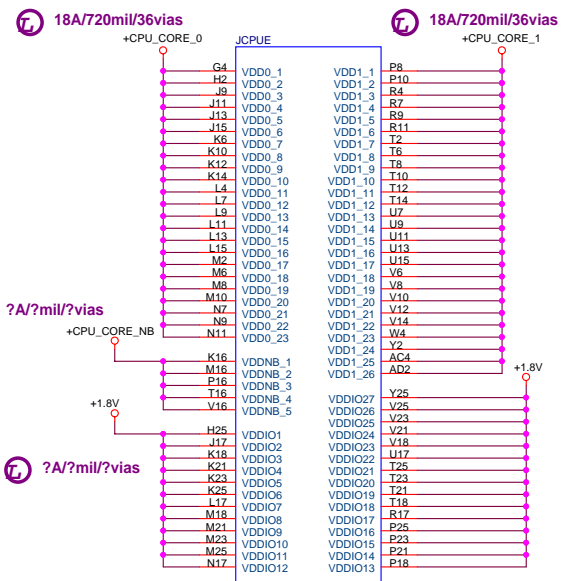 18A/720mil/36vias
+CPU_CORE_0
18A/720mil/36vias
+CPU_CORE_1
JCPUE
G4 VDD0_1
H2 VDD0_2
J9 VDD0_3
J11 VDD0_4
J13 VDD0_5
J15 VDD0_6
K6 VDD0_7
K10 VDD0_8
K12 VDD0_9
K14 VDD0_10
L4 VDD0_11
L7 VDD0_12
L9 VDD0_13
L11 VDD0_14
L13 VDD0_15
L15 VDD0_16
M2 VDD0_17
M6 VDD0_18
M8 VDD0_19
M10 VDD0_20
N7 VDD0_21
N9 VDD0_22
N11 VDD0_23
?A/?mil/?vias
+CPU_CORE_NB
K16 VDDNB_1
M16 VDDNB_2
P16 VDDNB_3
T16 VDDNB_4
V16 VDDNB_5
+1.8V
H25 VDDIO1
J17 VDDIO2
K18 VDDIO3
K21 VDDIO4
K23 VDDIO5
K25 VDDIO6
L17 VDDIO7
M18 VDDIO8
M21 VDDIO9
M23 VDDIO10
M25 VDDIO11
N17 VDDIO12
?A/?mil/?vias
VDD1_1 P8
VDD1_2 P10
VDD1_3 R4
VDD1_4 R7
VDD1_5 R9
VDD1_6 R11
VDD1_7 T2
VDD1_8 T6
VDD1_9 T8
VDD1_10 T10
VDD1_11 T12
VDD1_12 T14
VDD1_13 U7
VDD1_14 U9
VDD1_15 U11
VDD1_16 U13
VDD1_17 U15
VDD1_18 V6
VDD1_19 V8
VDD1_20 V10
VDD1_21 V12
VDD1_22 V14
VDD1_23 W4
VDD1_24 Y2
VDD1_25 AC4
VDD1_26 AD2
+1.8V
VDDIO27 Y25
VDDIO26 V25
VDDIO25 V23
VDDIO24 V21
VDDIO23 V18
VDDIO22 U17
VDDIO21 T25
VDDIO20 T23
VDDIO19 T21
VDDIO18 T18
VDDIO17 R17
VDDIO16 P25
VDDIO15 P23
VDDIO14 P21
VDDIO13 P18